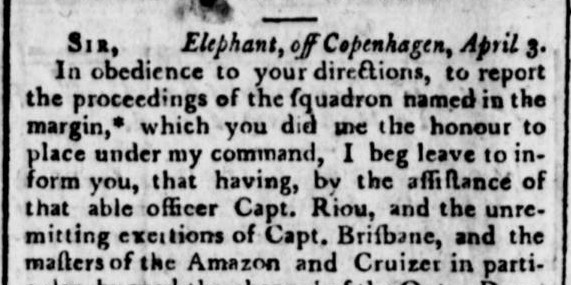 SIR, Elephant, off Copenhagen, April 3.
In obedience to your directions, to report
the proceedings of the ſquadron named in the
margin,* which you did me the honour to
place under my command, I beg leave to in-
form you, that having, by the aſſiſtance of
that able officer Capt. Riou, and the unre-
mitting exertions of Capt. Briſbane, and the
maſters of the Amazon and Cruizer in parti-